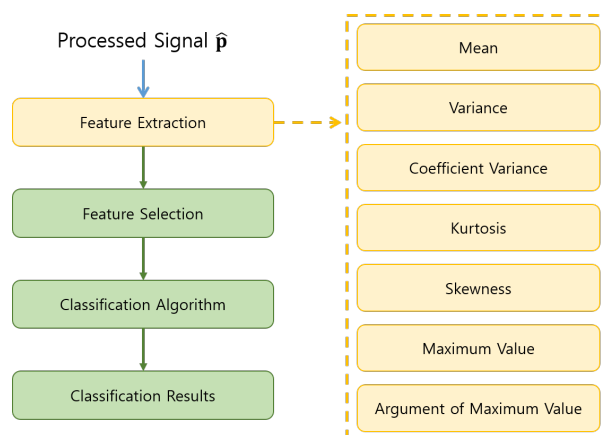 Processed Signal p̂
Feature Extraction
Feature Selection
Classification Algorithm
Classification Results
Mean
Variance
Coefficient Variance
Kurtosis
Skewness
Maximum Value
Argument of Maximum Value